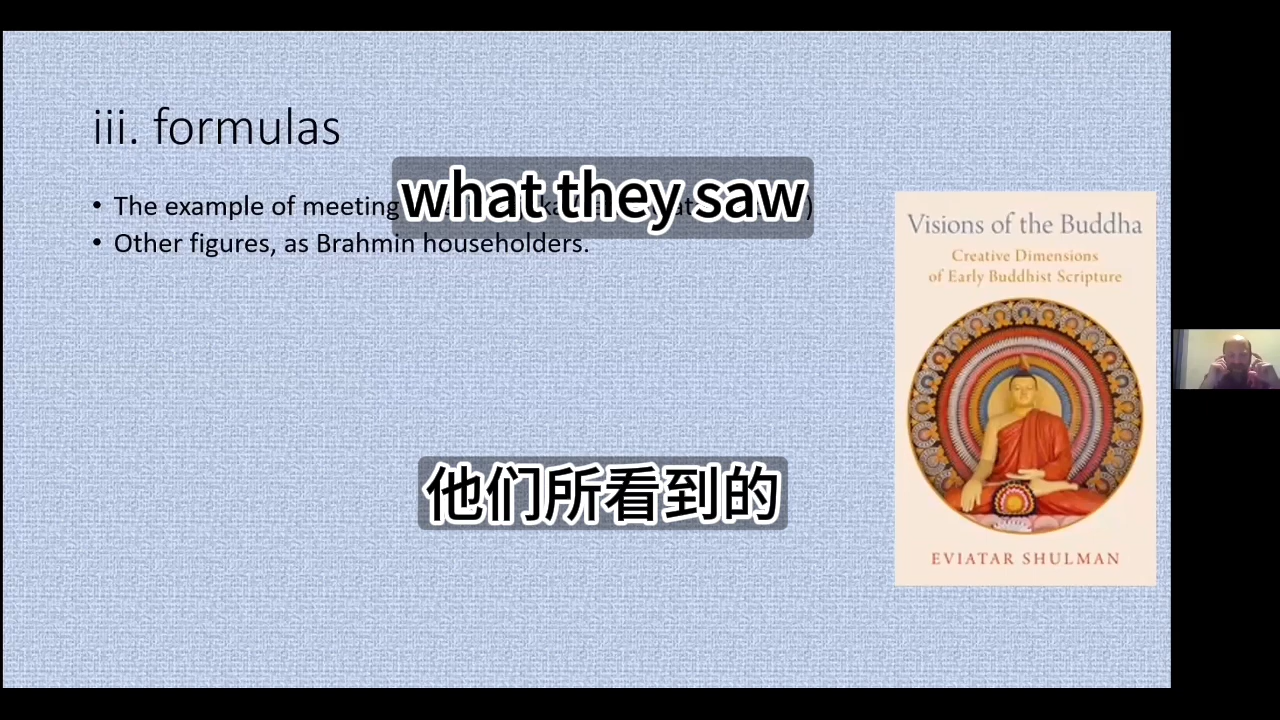 iii. formulas
• The example of meeting
what they saw
• Other figures, as Brahmin householders.
他们所看到的
Visions of the Buddha
Creative Dimensions
of Early Buddhist Scripture
EVIATAR SHULMAN